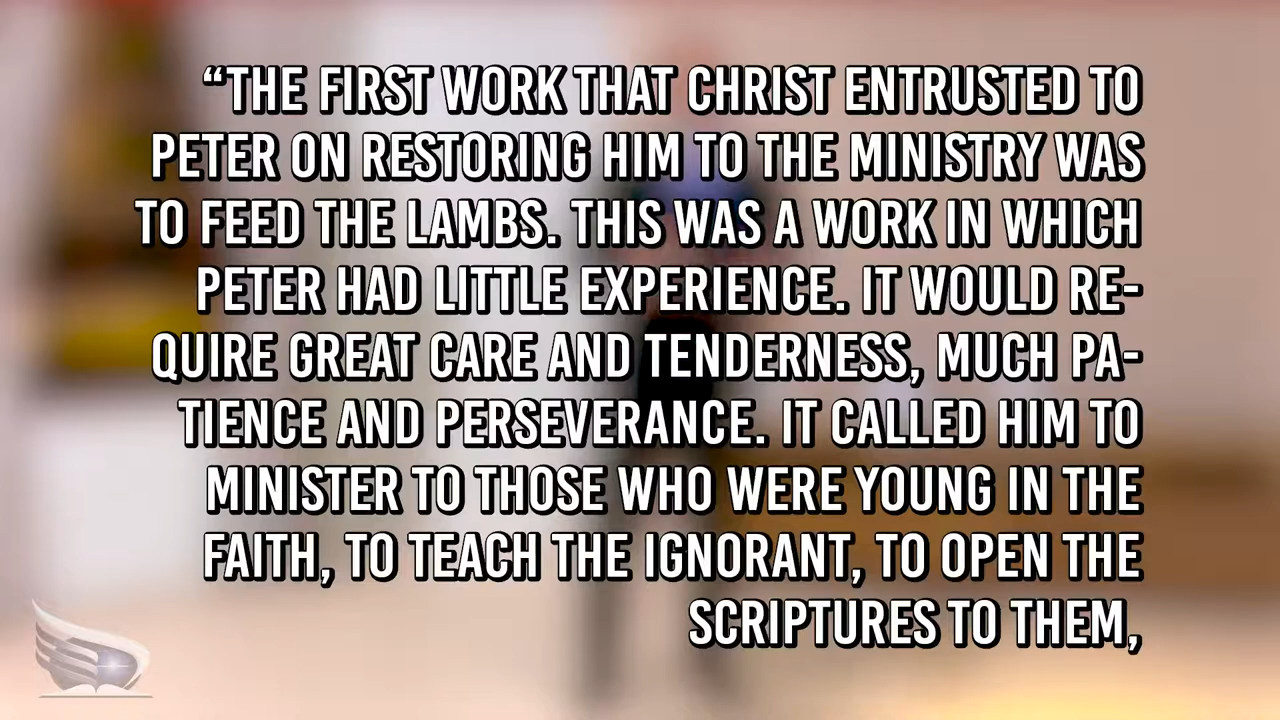 “THE FIRST WORK THAT CHRIST ENTRUSTED TO
PETER ON RESTORING HIM TO THE MINISTRY WAS
TO FEED THE LAMBS. THIS WAS A WORK IN WHICH
PETER HAD LITTLE EXPERIENCE. IT WOULD RE-
QUIRE GREAT CARE AND TENDERNESS, MUCH PA-
TIENCE AND PERSEVERANCE. IT CALLED HIM TO
MINISTER TO THOSE WHO WERE YOUNG IN THE
FAITH, TO TEACH THE IGNORANT, TO OPEN THE
SCRIPTURES TO THEM,